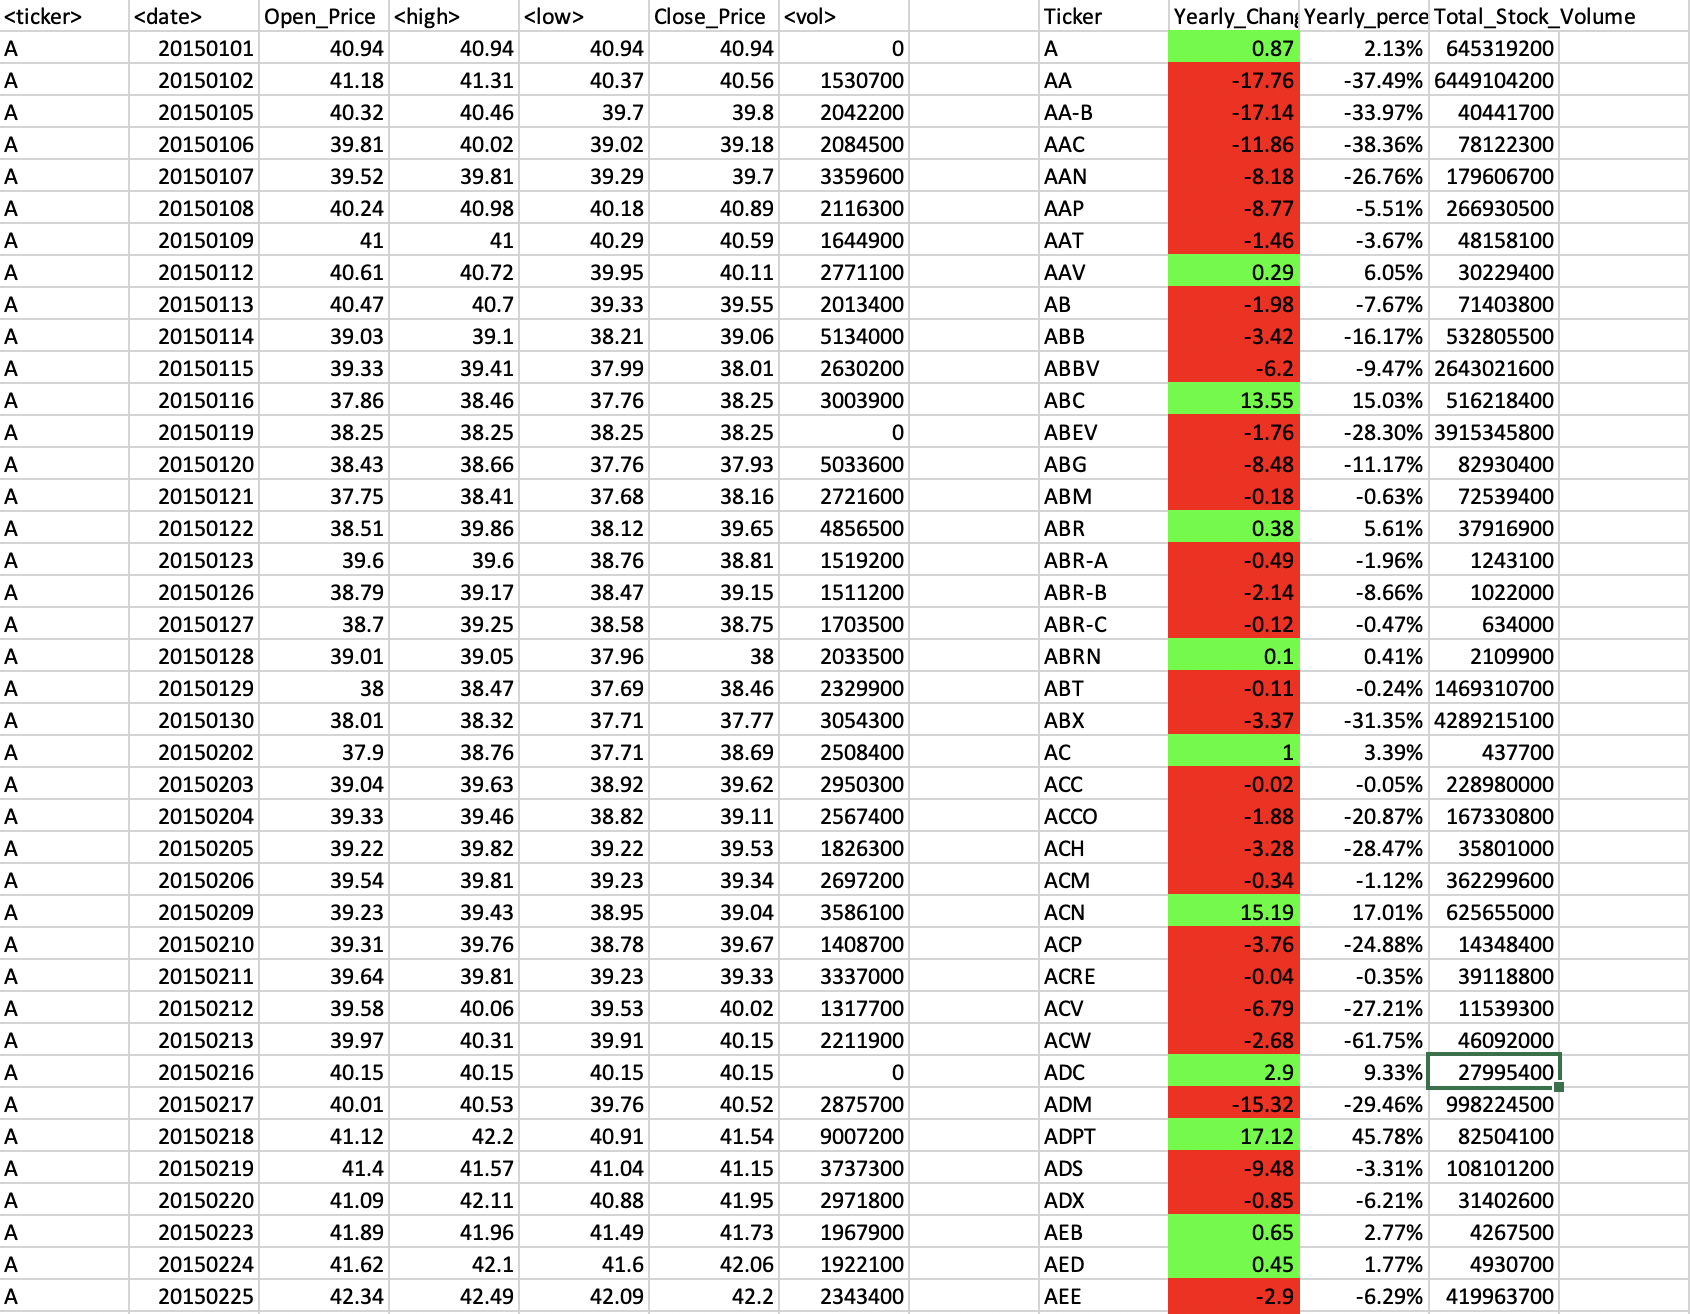 <ticker> <date> Open_Price <high> <low> Close_Price <vol> Ticker Yearly_Chang Yearly_perce Total_Stock_Volume
A 20150101 40.94 40.94 40.94 40.94 0 A 0.87 2.13% 645319200
A 20150102 41.18 41.31 40.37 40.56 1530700 AA -17.76 -37.49% 6449104200
A 20150105 40.32 40.46 39.7 39.8 2042200 AA-B -17.14 -33.97% 40441700
A 20150106 39.81 40.02 39.02 39.18 2084500 AAC -11.86 -38.36% 78122300
A 20150107 39.52 39.81 39.29 39.7 3359600 AAN -8.18 -26.76% 179606700
A 20150108 40.24 40.98 40.18 40.89 2116300 AAP -8.77 -5.51% 266930500
A 20150109 41 41 40.29 40.59 1644900 AAT -1.46 -3.67% 48158100
A 20150112 40.61 40.72 39.95 40.11 2771100 AAV 0.29 6.05% 30229400
A 20150113 40.47 40.7 39.33 39.55 2013400 AB -1.98 -7.67% 71403800
A 20150114 39.03 39.1 38.21 39.06 5134000 ABB -3.42 -16.17% 532805500
A 20150115 39.33 39.41 37.99 38.01 2630200 ABBV -6.2 -9.47% 2643021600
A 20150116 37.86 38.46 37.76 38.25 3003900 ABC 13.55 15.03% 516218400
A 20150119 38.25 38.25 38.25 38.25 0 ABEV -1.76 -28.30% 3915345800
A 20150120 38.43 38.66 37.76 37.93 5033600 ABG -8.48 -11.17% 82930400
A 20150121 37.75 38.41 37.68 38.16 2721600 ABM -0.18 -0.63% 72539400
A 20150122 38.51 39.86 38.12 39.65 4856500 ABR 0.38 5.61% 37916900
A 20150123 39.6 39.6 38.76 38.81 1519200 ABR-A -0.49 -1.96% 1243100
A 20150126 38.79 39.17 38.47 39.15 1511200 ABR-B -2.14 -8.66% 1022000
A 20150127 38.7 39.25 38.58 38.75 1703500 ABR-C -0.12 -0.47% 634000
A 20150128 39.01 39.05 37.96 38 2033500 ABRN 0.1 0.41% 2109900
A 20150129 38 38.47 37.69 38.46 2329900 ABT -0.11 -0.24% 1469310700
A 20150130 38.01 38.32 37.71 37.77 3054300 ABX -3.37 -31.35% 4289215100
A 20150202 37.9 38.76 37.71 38.69 2508400 AC 1 3.39% 437700
A 20150203 39.04 39.63 38.92 39.62 2950300 ACC -0.02 -0.05% 228980000
A 20150204 39.33 39.46 38.82 39.11 2567400 ACCO -1.88 -20.87% 167330800
A 20150205 39.22 39.82 39.22 39.53 1826300 ACH -3.28 -28.47% 35801000
A 20150206 39.54 39.81 39.23 39.34 2697200 ACM -0.34 -1.12% 362299600
A 20150209 39.23 39.43 38.95 39.04 3586100 ACN 15.19 17.01% 625655000
A 20150210 39.31 39.76 38.78 39.67 1408700 ACP -3.76 -24.88% 14348400
A 20150211 39.64 39.81 39.23 39.33 3337000 ACRE -0.04 -0.35% 39118800
A 20150212 39.58 40.06 39.53 40.02 1317700 ACV -6.79 -27.21% 11539300
A 20150213 39.97 40.31 39.91 40.15 2211900 ACW -2.68 -61.75% 46092000
A 20150216 40.15 40.15 40.15 40.15 0 ADC 2.9 9.33% 27995400
A 20150217 40.01 40.53 39.76 40.52 2875700 ADM -15.32 -29.46% 998224500
A 20150218 41.12 42.2 40.91 41.54 9007200 ADPT 17.12 45.78% 82504100
A 20150219 41.4 41.57 41.04 41.15 3737300 ADS -9.48 -3.31% 108101200
A 20150220 41.09 42.11 40.88 41.95 2971800 ADX -0.85 -6.21% 31402600
A 20150223 41.89 41.96 41.49 41.73 1967900 AEB 0.65 2.77% 4267500
A 20150224 41.62 42.1 41.6 42.06 1922100 AED 0.45 1.77% 4930700
A 20150225 42.34 42.49 42.09 42.2 2343400 AEE -2.9 -6.29% 419963700